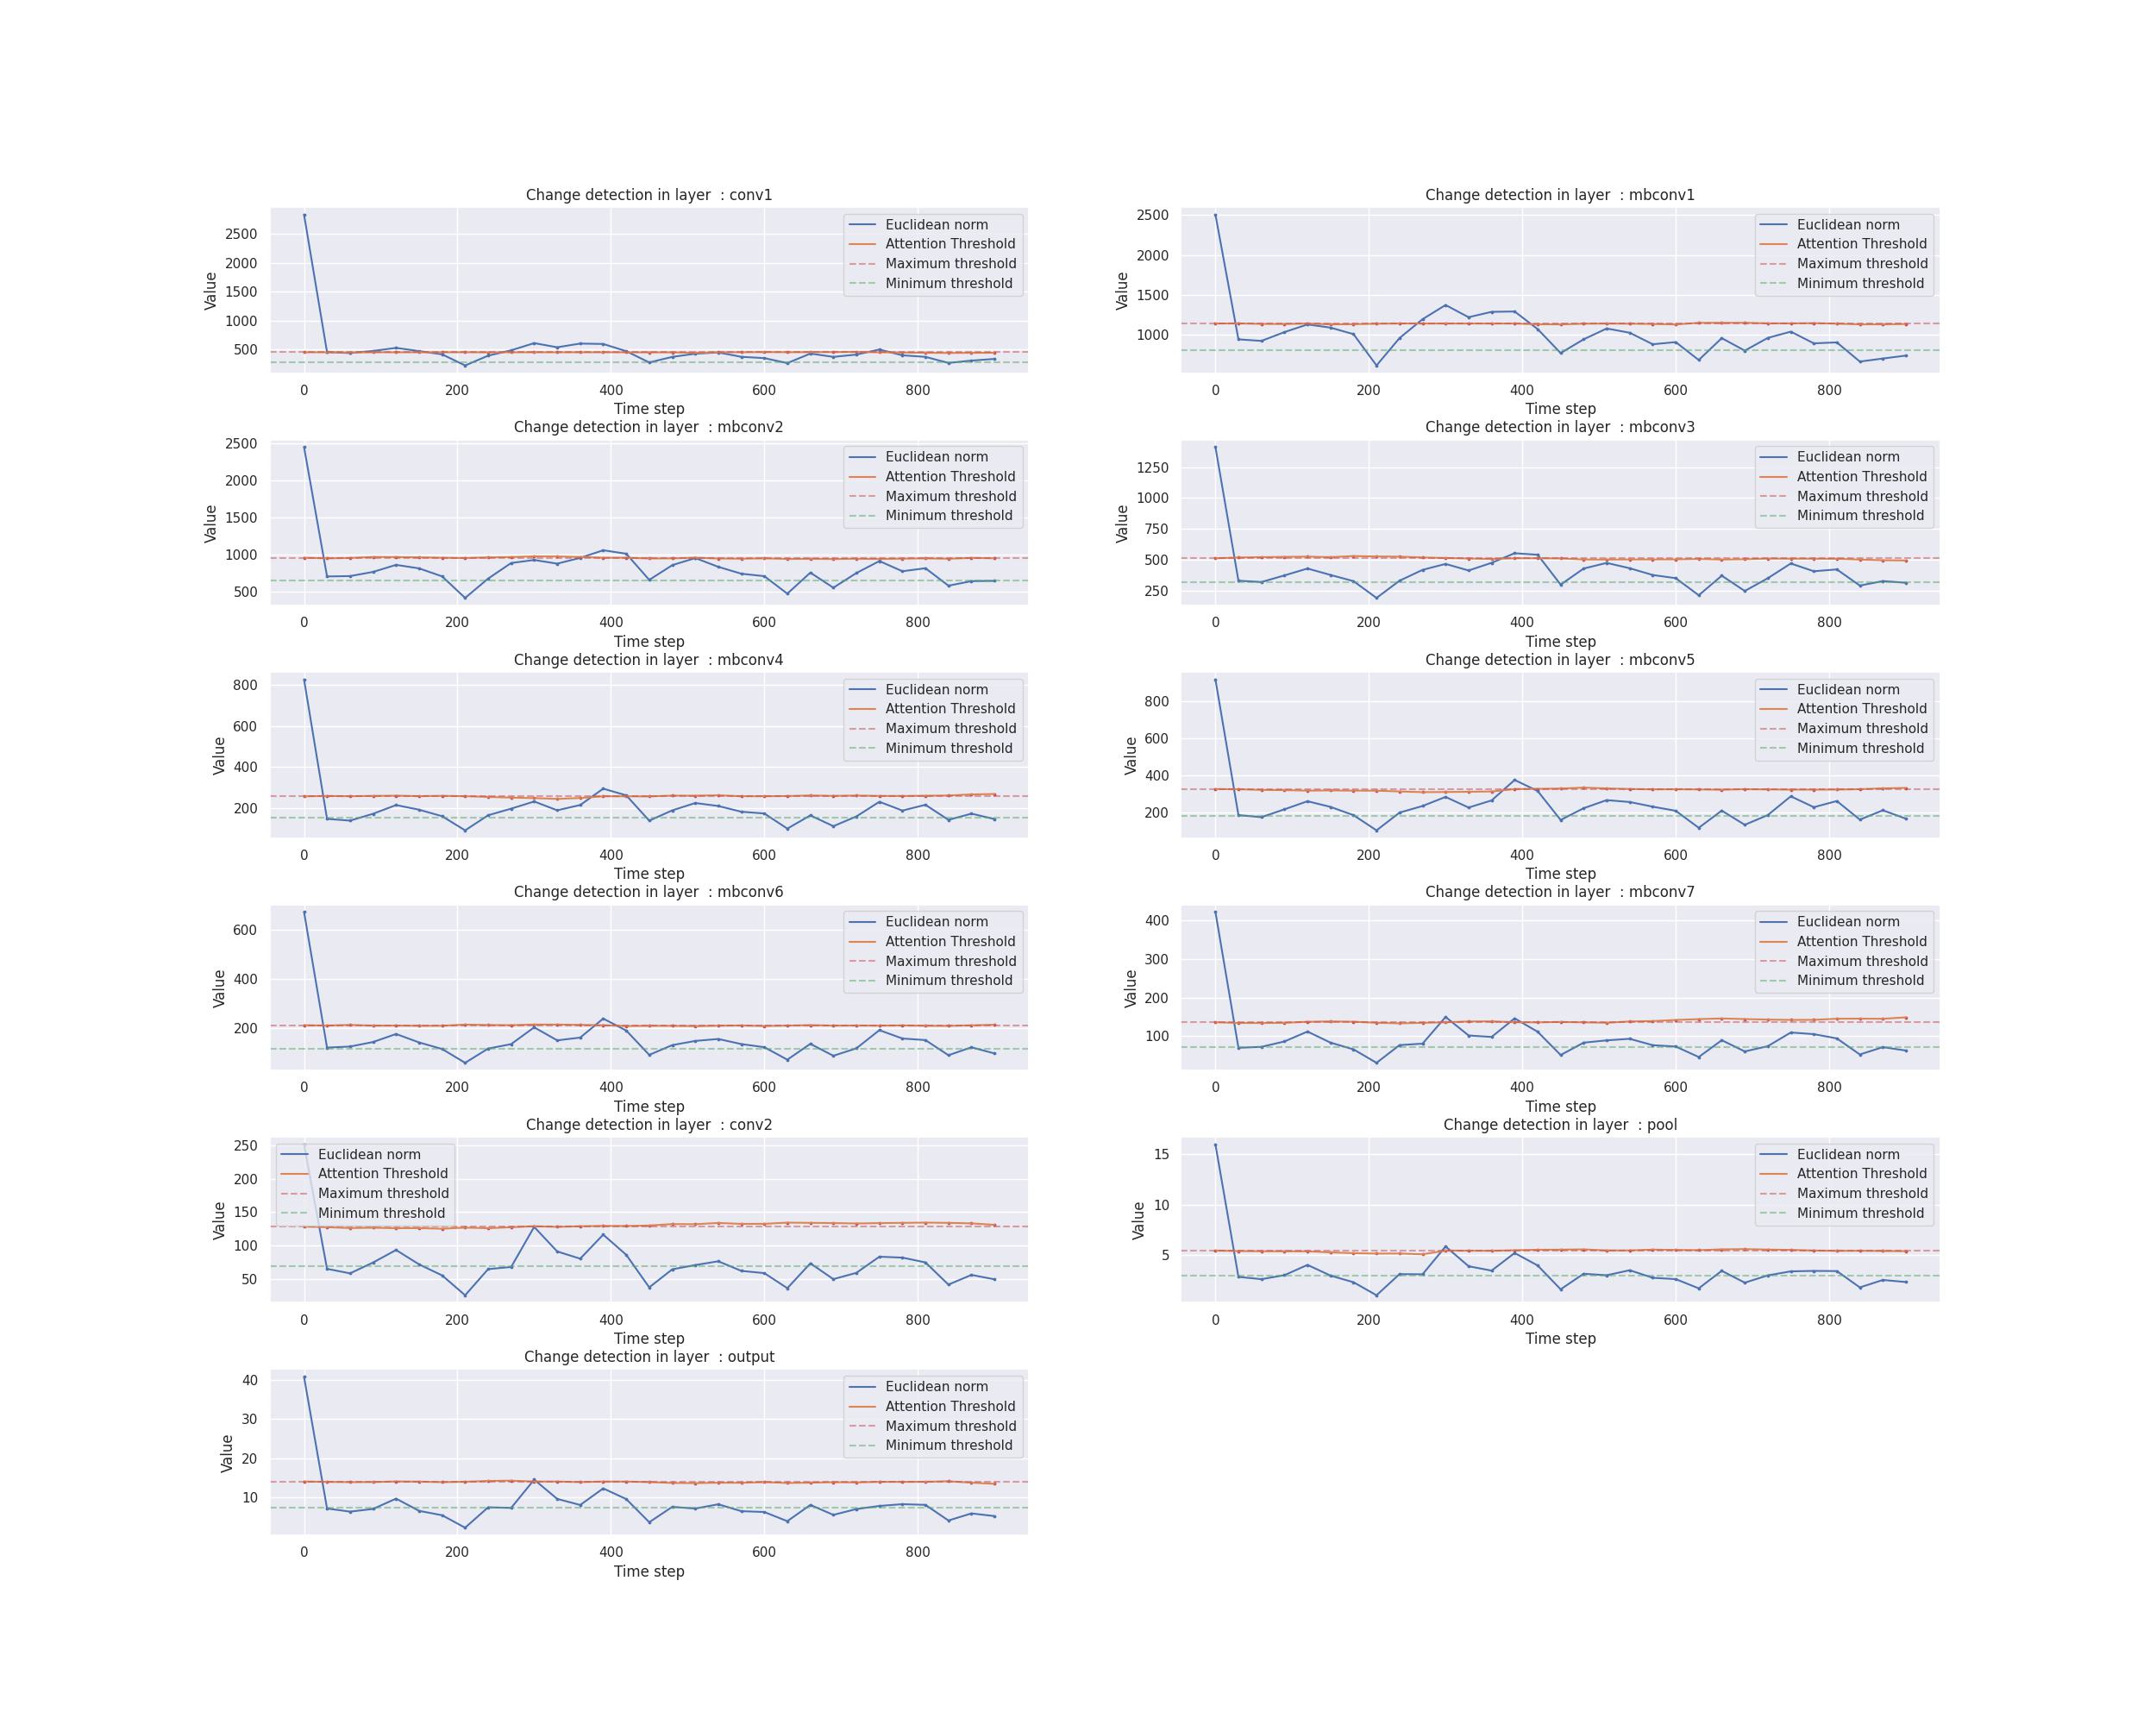 Change detection in layer  : conv1
Value
2500
2000
1500
1000
500
Euclidean norm
Attention Threshold
Maximum threshold
Minimum threshold
0 200 400 600 800
Time step
Change detection in layer  : mbconv1
Value
2500
2000
1500
1000
Euclidean norm
Attention Threshold
Maximum threshold
Minimum threshold
0 200 400 600 800
Time step
Change detection in layer  : mbconv2
Value
2500
2000
1500
1000
500
Euclidean norm
Attention Threshold
Maximum threshold
Minimum threshold
0 200 400 600 800
Time step
Change detection in layer  : mbconv3
Value
1250
1000
750
500
250
Euclidean norm
Attention Threshold
Maximum threshold
Minimum threshold
0 200 400 600 800
Time step
Change detection in layer  : mbconv4
Value
800
600
400
200
Euclidean norm
Attention Threshold
Maximum threshold
Minimum threshold
0 200 400 600 800
Time step
Change detection in layer  : mbconv5
Value
800
600
400
200
Euclidean norm
Attention Threshold
Maximum threshold
Minimum threshold
0 200 400 600 800
Time step
Change detection in layer  : mbconv6
Value
600
400
200
Euclidean norm
Attention Threshold
Maximum threshold
Minimum threshold
0 200 400 600 800
Time step
Change detection in layer  : mbconv7
Value
400
300
200
100
Euclidean norm
Attention Threshold
Maximum threshold
Minimum threshold
0 200 400 600 800
Time step
Change detection in layer  : conv2
Value
250
200
150
100
50
Euclidean norm
Attention Threshold
Maximum threshold
Minimum threshold
0 200 400 600 800
Time step
Change detection in layer  : pool
Value
15
10
5
Euclidean norm
Attention Threshold
Maximum threshold
Minimum threshold
0 200 400 600 800
Time step
Change detection in layer  : output
Value
40
30
20
10
Euclidean norm
Attention Threshold
Maximum threshold
Minimum threshold
0 200 400 600 800
Time step